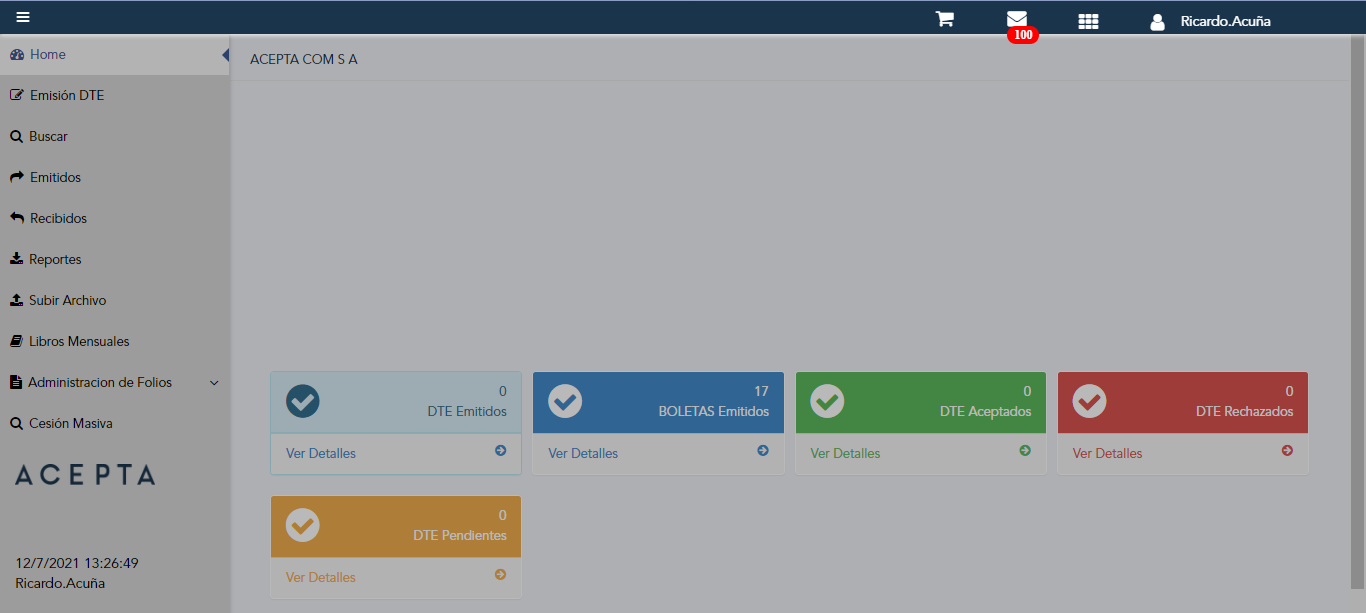 100
Ricardo.Acuña
Home
ACEPTA COM S A
Emisión DTE
Buscar
Emitidos
Recibidos
Reportes
Subir Archivo
Libros Mensuales
Administracion de Folios
Cesión Masiva
ACEPTA
12/7/2021 13:26:49
Ricardo.Acuña
0
DTE Emitidos
Ver Detalles
17
BOLETAS Emitidos
Ver Detalles
0
DTE Aceptados
Ver Detalles
0
DTE Rechazados
Ver Detalles
0
DTE Pendientes
Ver Detalles